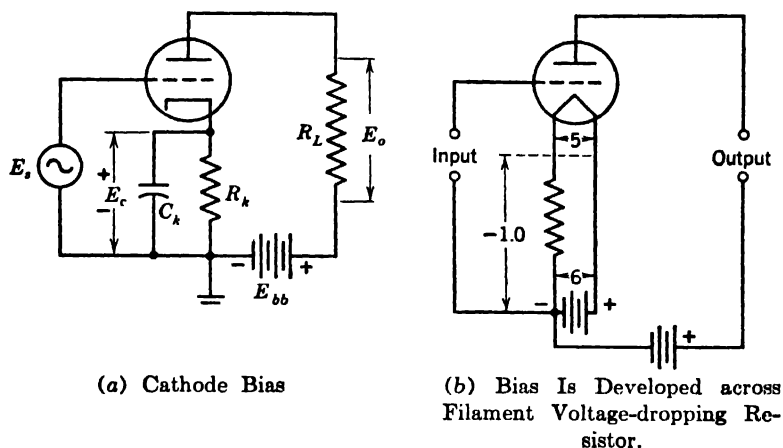 E_s
+
E_c
−
C_k
R_k
R_L
E_o
− +
E_bb
(a) Cathode Bias
Input
5
Output
−1.0
6
− +
+
(b) Bias Is Developed across
Filament Voltage-dropping Re-
sistor.